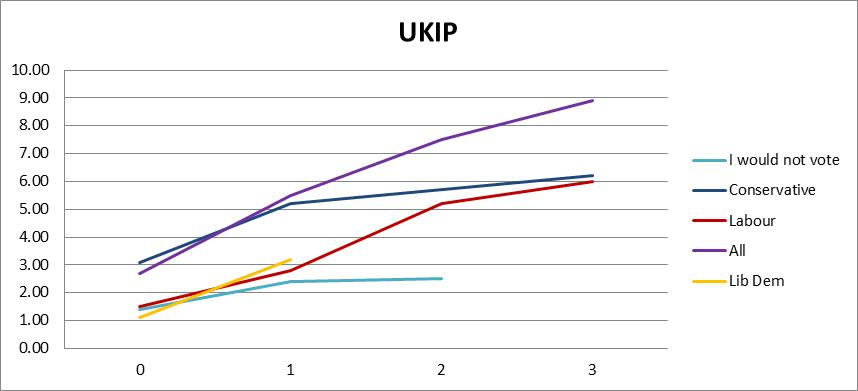 UKIP
10.00
9.00
8.00
7.00
6.00
5.00
4.00
3.00
2.00
1.00
0.00
0 1 2 3
I would not vote
Conservative
Labour
All
Lib Dem